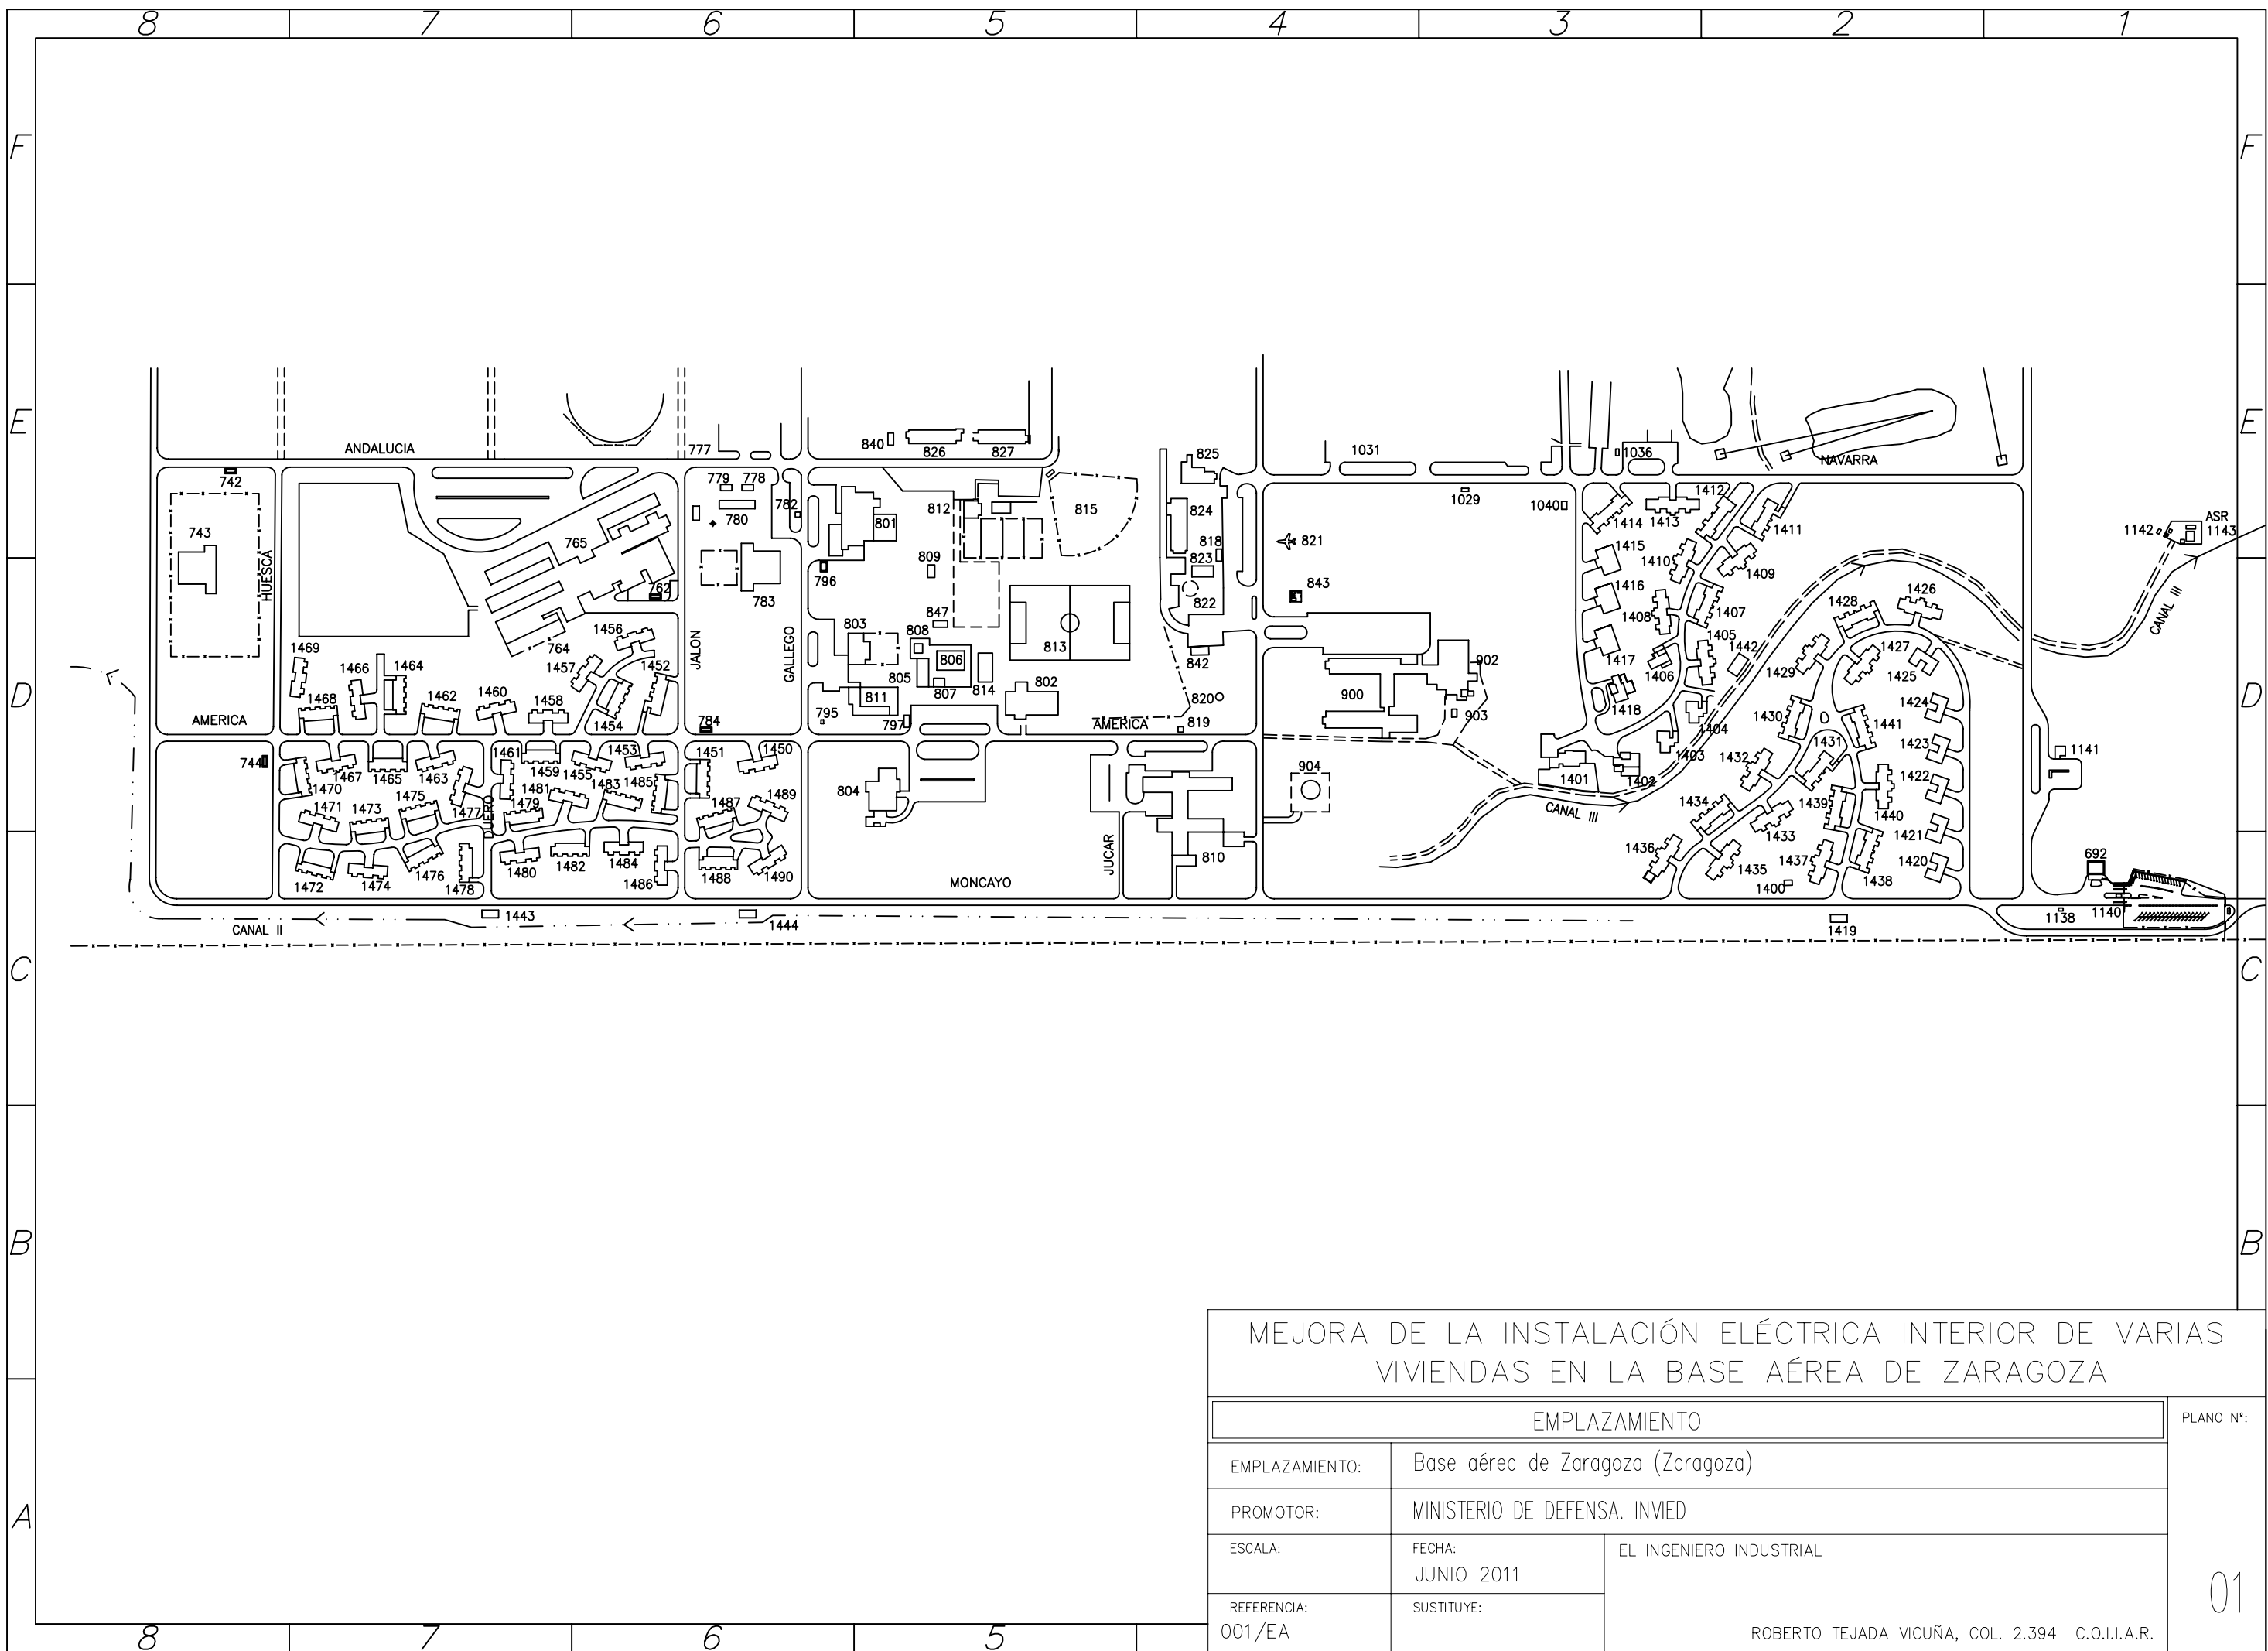 8 7 6 5 4 3 2 1
F F
E E
ANDALUCIA 777 840 826 827 825 1031 1036 NAVARRA
742 779 778 1029
743 780 782 801 812 815 824 1040 1414 1413 1412 1411 1142 ASR 1143
HUESCA 765 783 796 809 818 823 821 1415 1410 1409
762 847 822 843 1416 1408 1407 1428 1426
JALON GALLEGO 803 808 806 813 842 1417 1405 1442 1427 CANAL III
1469 1466 1464 1456 764 1457 1452 805 807 814 802 902 1406 1429 1425
D D
1468 1462 1460 1458 1454 811 820 900 1418 1424
AMERICA 784 795 797 AMERICA 819 903 1404 1430 1441
744 1470 1467 1465 1463 1461 1459 1455 1453 1451 1450 904 1401 1402 1403 1432 1431 1423 1141
1471 1473 1475 1477 DUERO 1479 1481 1483 1485 1487 1489 804 CANAL III 1434 1439 1422
1472 1474 1476 1478 1480 1482 1484 1486 1488 1490 MONCAYO JUCAR 810 1436 1435 1433 1437 1440 1421 692
1400 1438 1420
CANAL II 1443 1444 1419 1138 1140
C C
B B
A
MEJORA DE LA INSTALACIÓN ELÉCTRICA INTERIOR DE VARIAS
VIVIENDAS EN LA BASE AÉREA DE ZARAGOZA
EMPLAZAMIENTO
PLANO Nº:
EMPLAZAMIENTO: Base aérea de Zaragoza (Zaragoza)
PROMOTOR: MINISTERIO DE DEFENSA. INVIED
ESCALA: FECHA: EL INGENIERO INDUSTRIAL
JUNIO 2011
01
REFERENCIA: SUSTITUYE:
001/EA ROBERTO TEJADA VICUÑA, COL. 2.394 C.O.I.I.A.R.
8 7 6 5